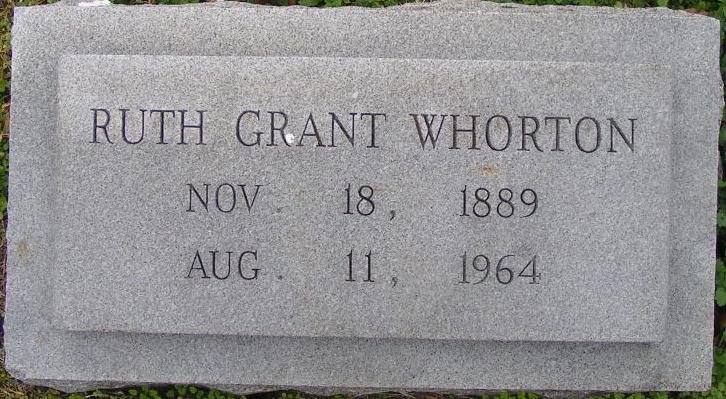 RUTH GRANT WHORTON
NOV. 18, 1889
AUG. 11, 1964